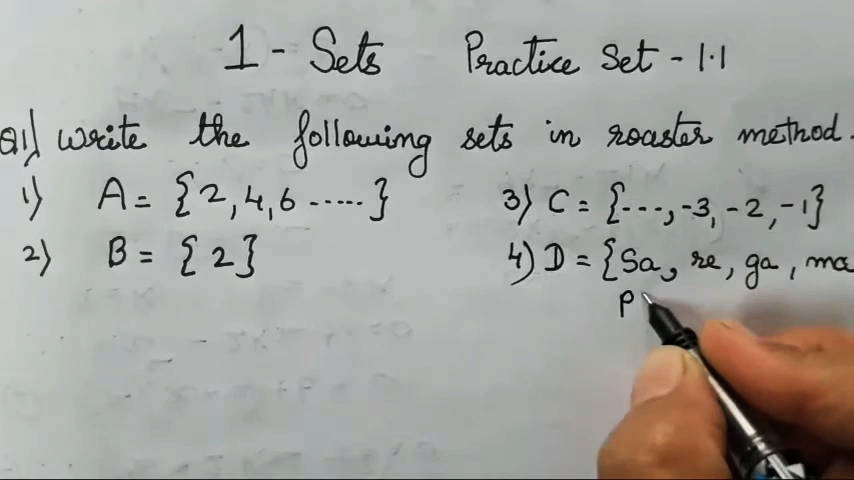 1 - Sets Practice Set - 1.1
Q1) Write the following sets in roaster method.
1) A = {2, 4, 6 .....}
3) C = {---, -3, -2, -1}
2) B = {2}
4) D = {Sa, re, ga, ma
P